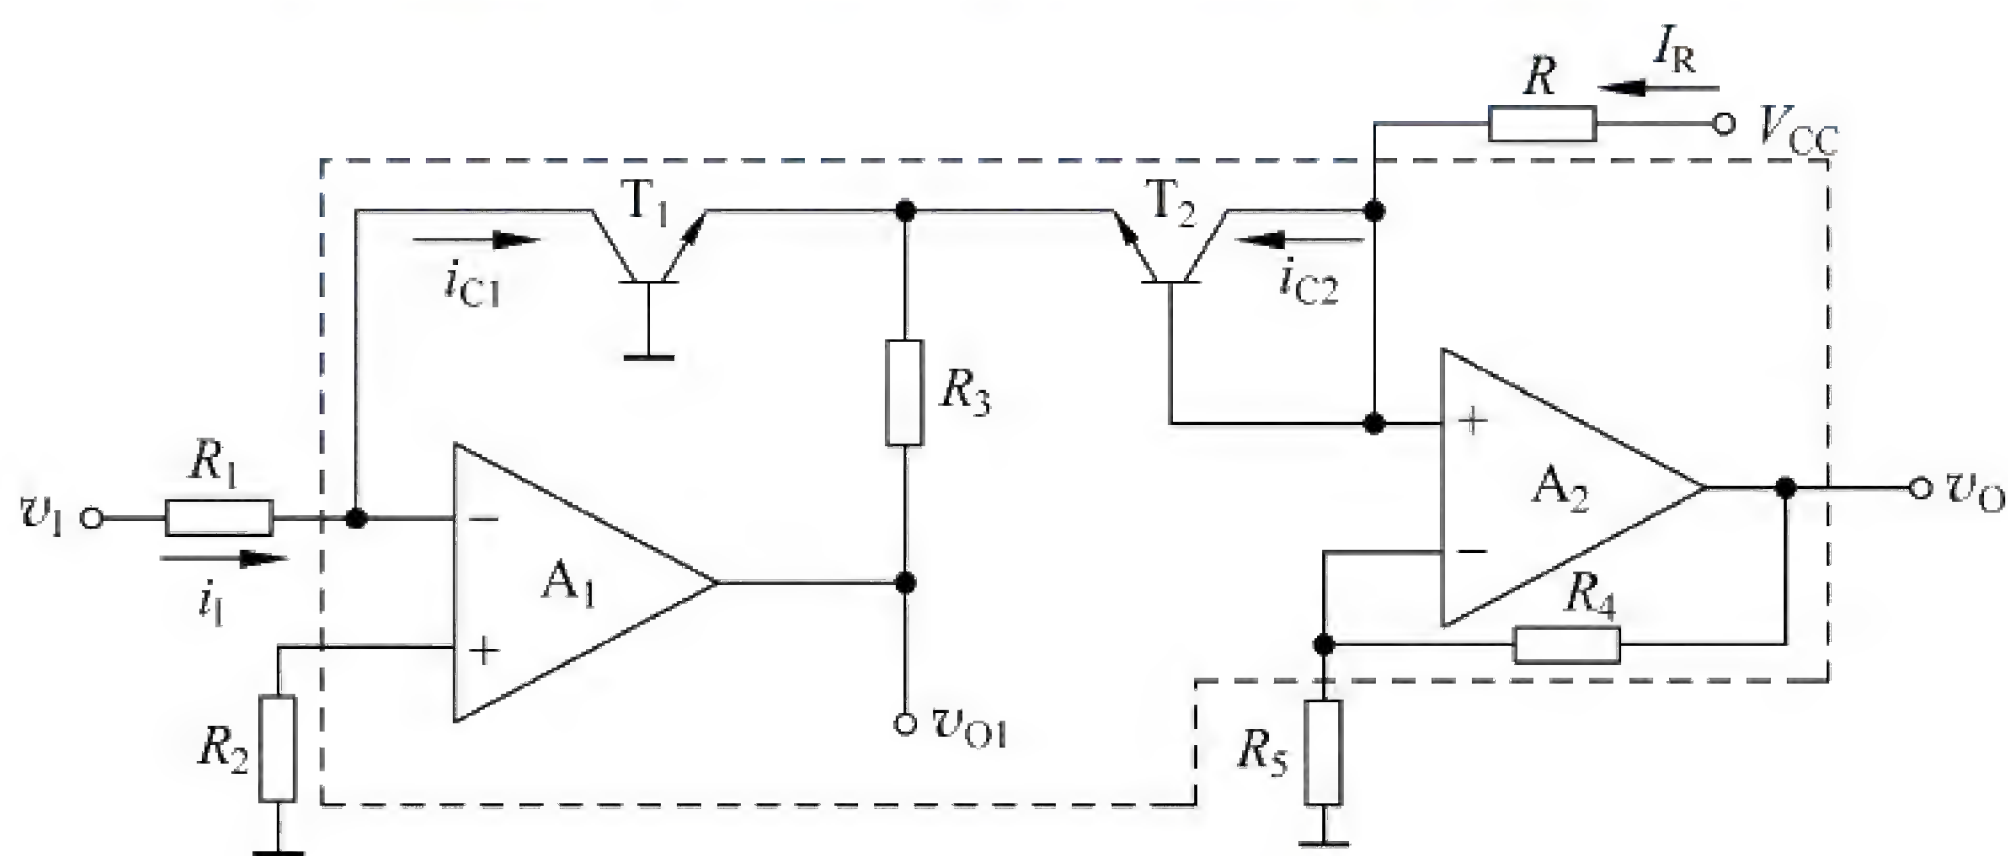 I_R
R
V_CC
T_1
T_2
i_C1
i_C2
R_3
+
R_1
v_I
−
A_2
v_O
A_1
−
i_I
R_4
+
R_2
v_O1
R_5